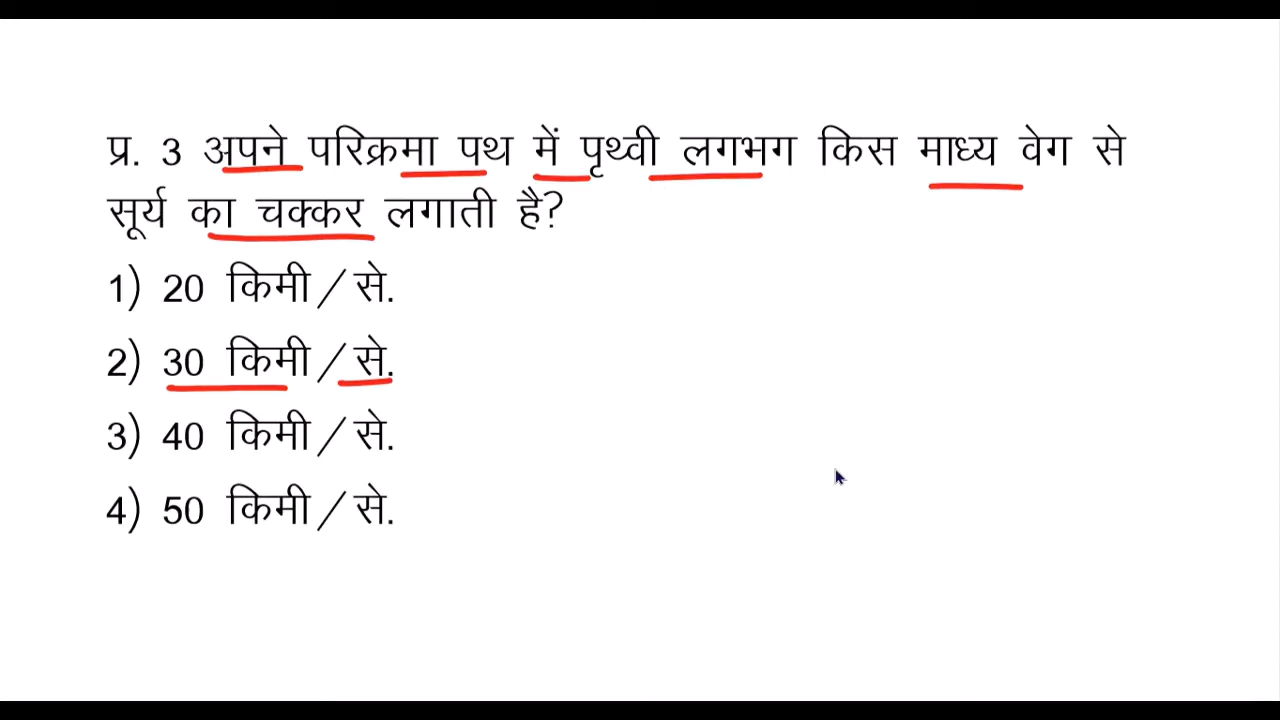 प्र. 3 अपने परिक्रमा पथ में पृथ्वी लगभग किस माध्य वेग से
सूर्य का चक्कर लगाती है?
1) 20 किमी/से.
2) 30 किमी/से.
3) 40 किमी/से.
4) 50 किमी/से.